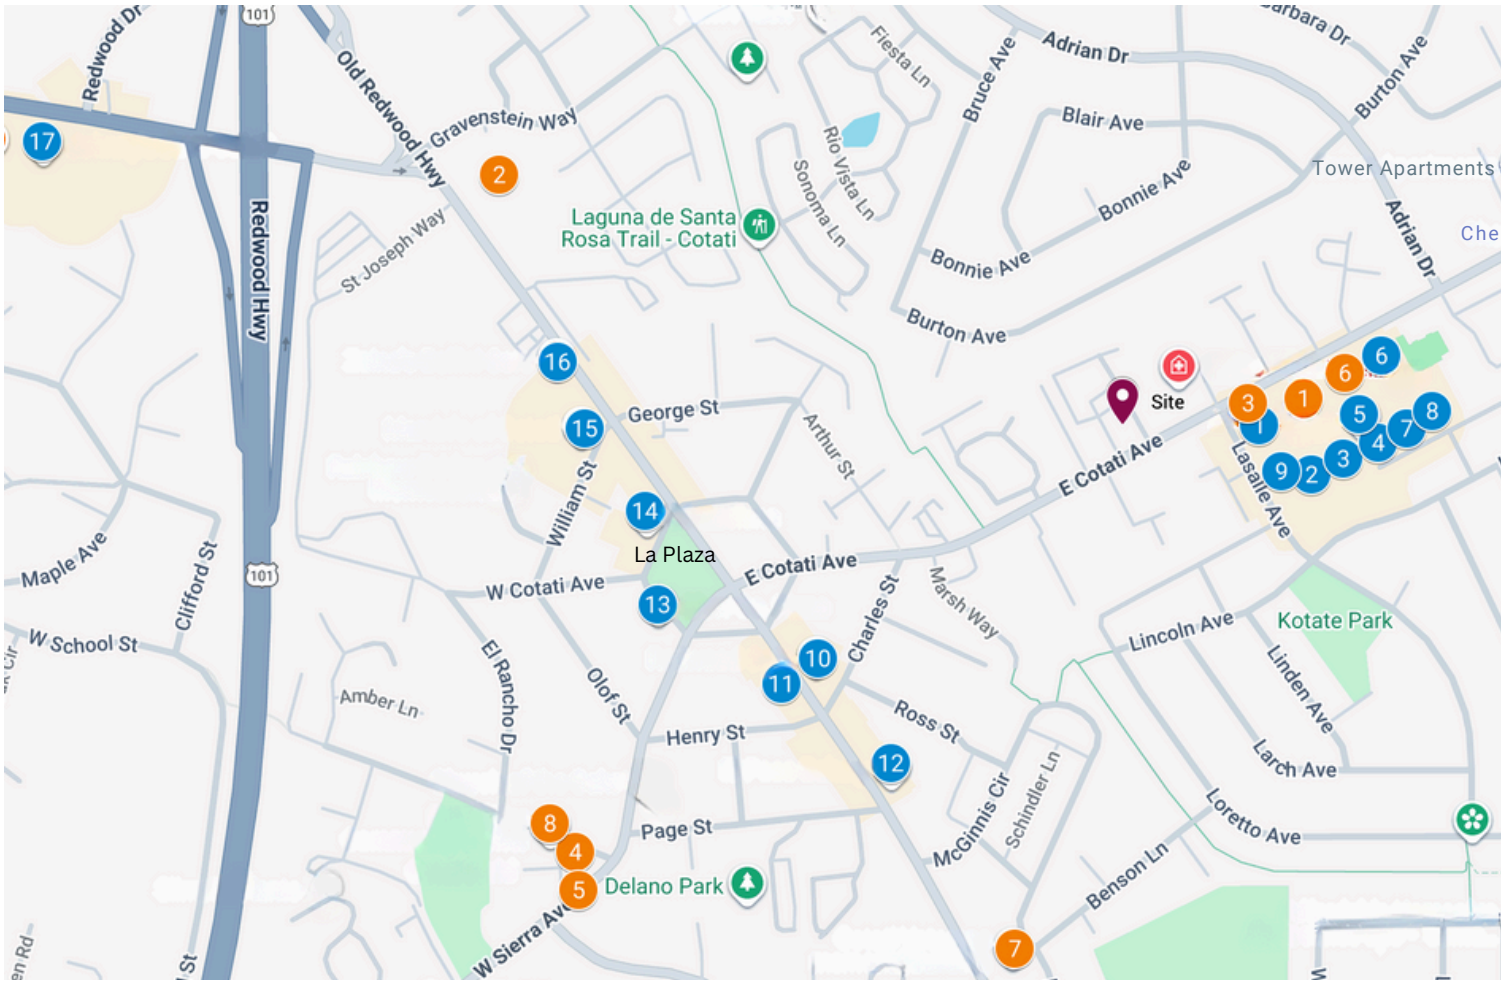 101
Redwood Dr
Old Redwood Hwy
Gravenstein Way
Fiesta Ln
Bruce Ave
Adrian Dr
Barbara Dr
Burton Ave
Blair Ave
Bonnie Ave
Tower Apartments
17
2
Rio Vista Ln
Sonoma Ln
Laguna de Santa
Rosa Trail - Cotati
Adrian Dr
Che
Redwood Hwy
St Joseph Way
Bonnie Ave
Burton Ave
16
6
6
Site
3
1
1
5
8
7
4
3
2
9
George St
15
Arthur St
E Cotati Ave
Lasalle Ave
William St
14
La Plaza
Maple Ave
Clifford St
101
W Cotati Ave
E Cotati Ave
13
Marsh Way
Charles St
Kotate Park
Lincoln Ave
W School St
El Rancho Dr
Olof St
10
11
Linden Ave
Amber Ln
Henry St
Ross St
12
Larch Ave
McGinnis Cir
Schindler Ln
Loretto Ave
8
4
5
Page St
Delano Park
Benson Ln
W Sierra Ave
7
en Rd
St